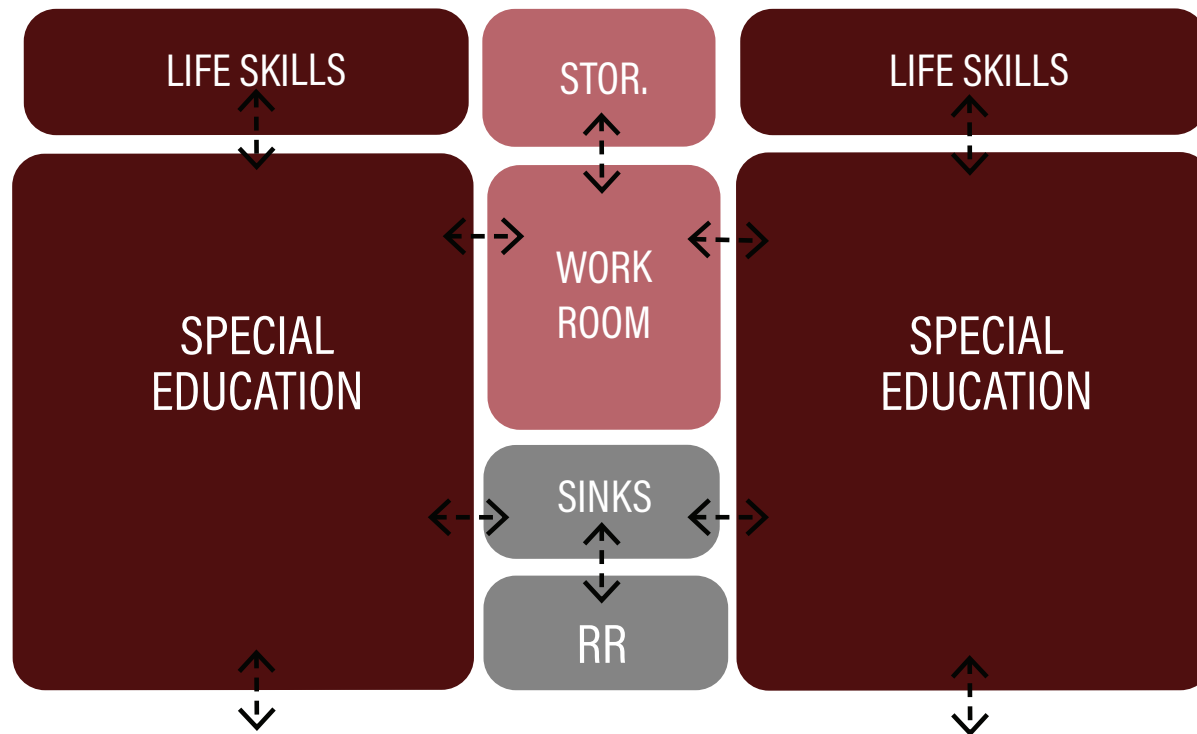 LIFE SKILLS
STOR.
LIFE SKILLS
SPECIAL
EDUCATION
WORK
ROOM
SPECIAL
EDUCATION
SINKS
RR